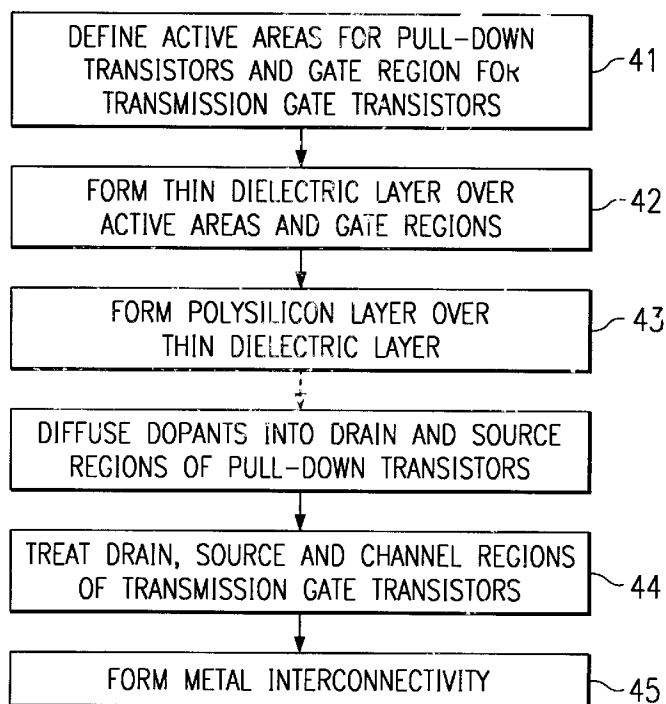 DEFINE ACTIVE AREAS FOR PULL-DOWN
TRANSISTORS AND GATE REGION FOR
TRANSMISSION GATE TRANSISTORS
41
FORM THIN DIELECTRIC LAYER OVER
ACTIVE AREAS AND GATE REGIONS
42
FORM POLYSILICON LAYER OVER
THIN DIELECTRIC LAYER
43
DIFFUSE DOPANTS INTO DRAIN AND SOURCE
REGIONS OF PULL-DOWN TRANSISTORS
TREAT DRAIN, SOURCE AND CHANNEL REGIONS
OF TRANSMISSION GATE TRANSISTORS
44
FORM METAL INTERCONNECTIVITY
45